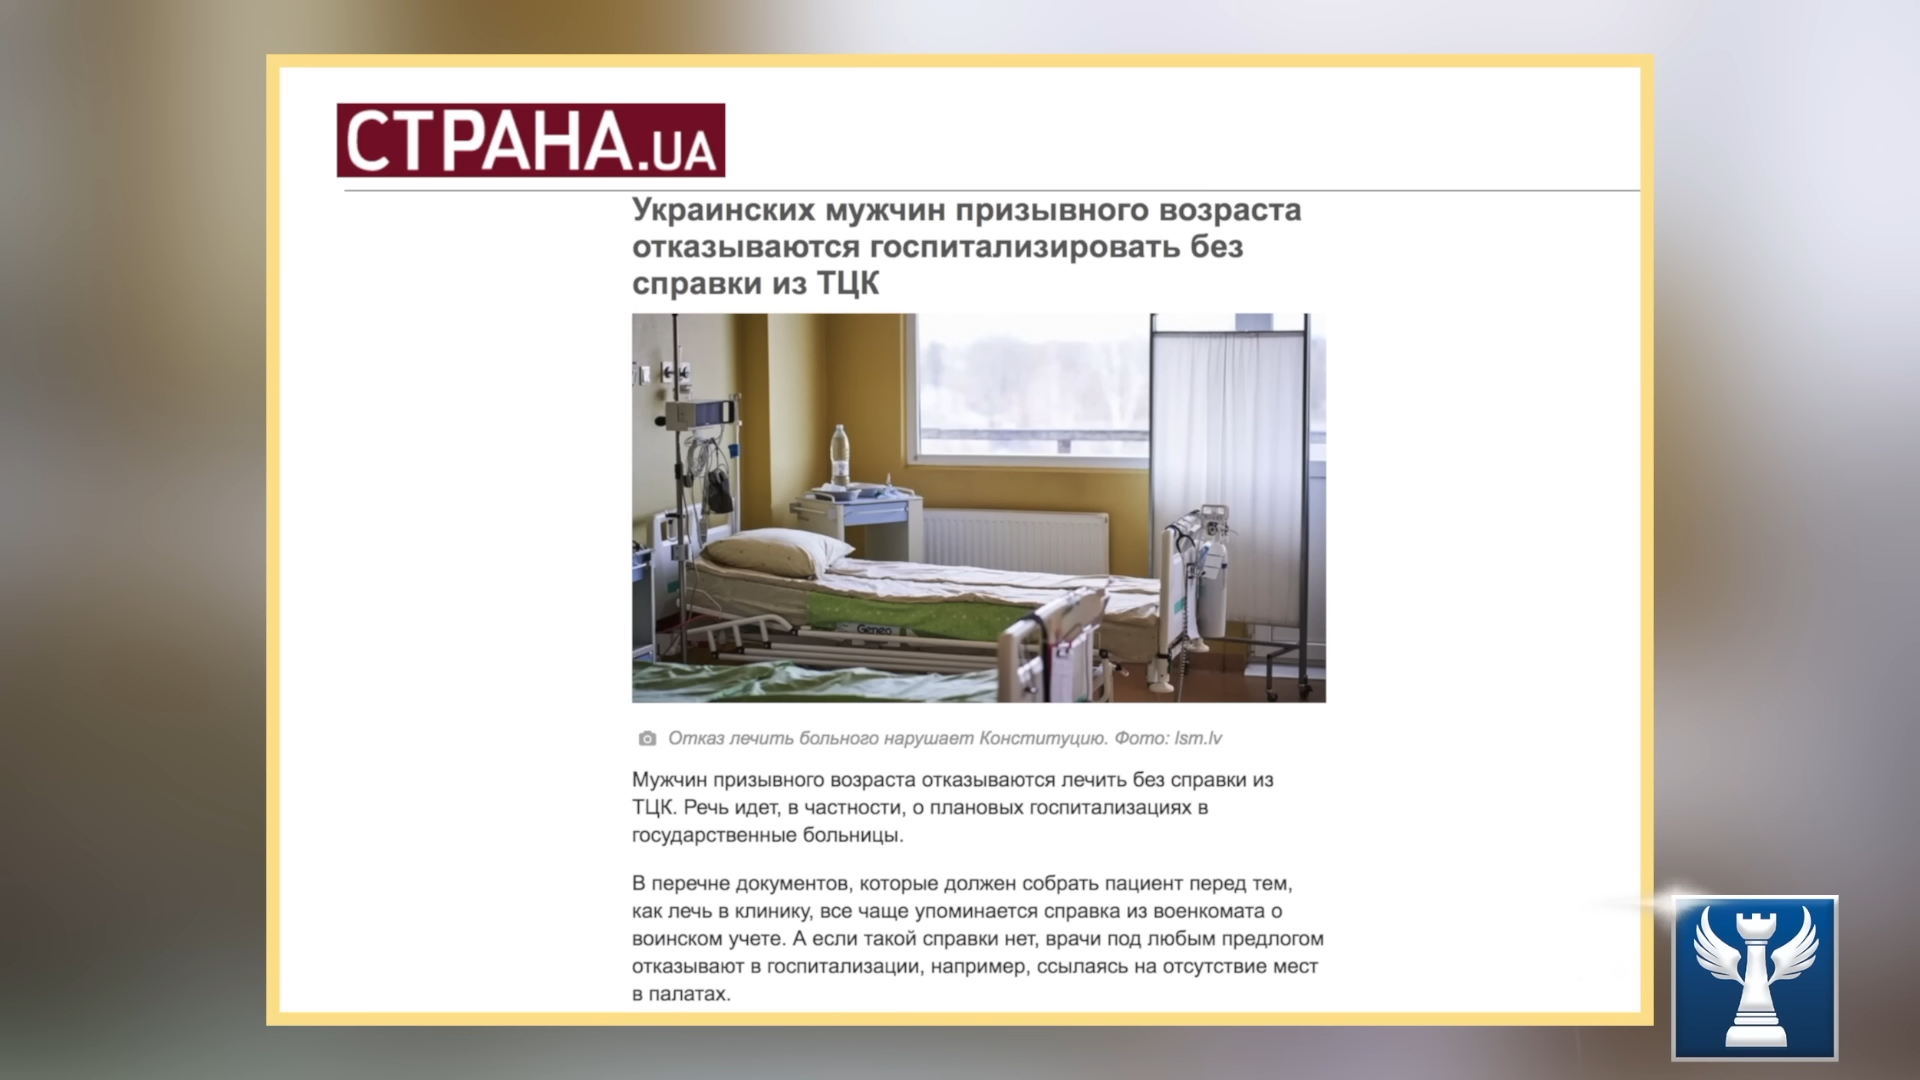 СТРАНА.UA
Украинских мужчин призывного возраста
отказываются госпитализировать без
справки из ТЦК
Geneo
Отказ лечить больного нарушает Конституцию. Фото: lsm.lv
Мужчин призывного возраста отказываются лечить без справки из
ТЦК. Речь идет, в частности, о плановых госпитализациях в
государственные больницы.
В перечне документов, которые должен собрать пациент перед тем,
как лечь в клинику, все чаще упоминается справка из военкомата о
воинском учете. А если такой справки нет, врачи под любым предлогом
отказывают в госпитализации, например, ссылаясь на отсутствие мест
в палатах.